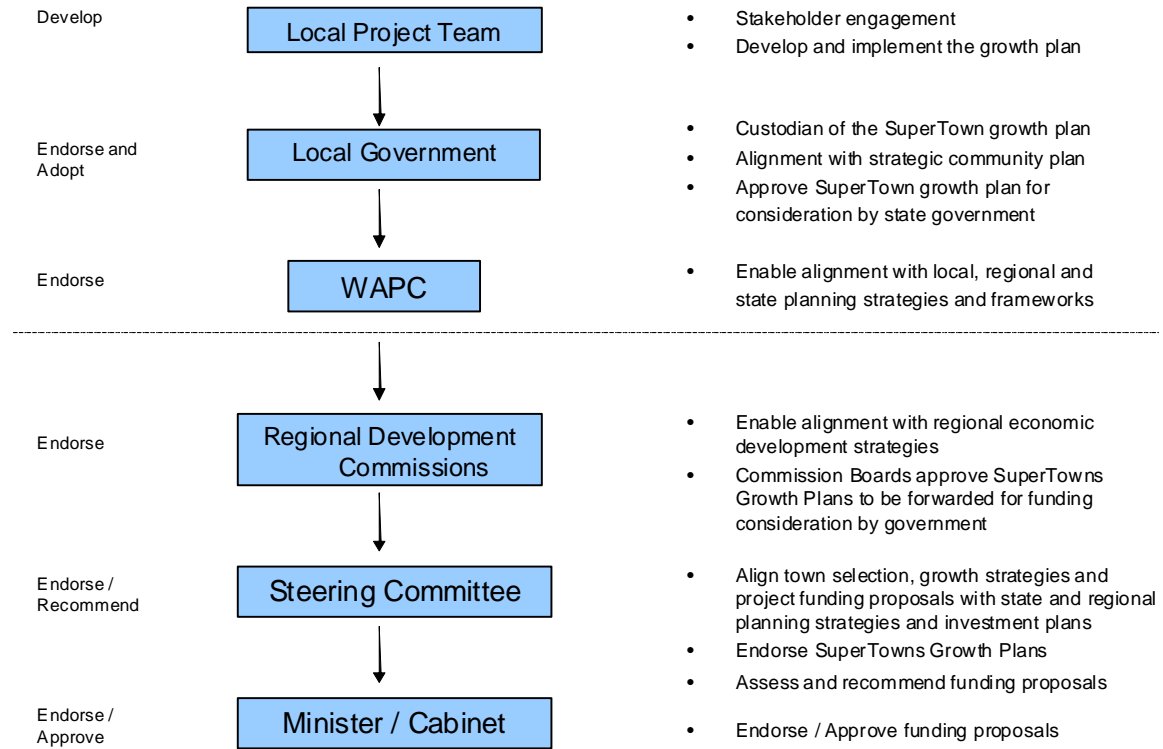 Develop
Local Project Team
• Stakeholder engagement
• Develop and implement the growth plan
Endorse and
Adopt
Local Government
• Custodian of the SuperTown growth plan
• Alignment with strategic community plan
• Approve SuperTown growth plan for
consideration by state government
Endorse
WAPC
• Enable alignment with local, regional and
state planning strategies and frameworks
Endorse
Regional Development
Commissions
• Enable alignment with regional economic
development strategies
• Commission Boards approve SuperTowns
Growth Plans to be forwarded for funding
consideration by government
Endorse /
Recommend
Steering Committee
• Align town selection, growth strategies and
project funding proposals with state and regional
planning strategies and investment plans
• Endorse SuperTowns Growth Plans
• Assess and recommend funding proposals
Endorse /
Approve
Minister / Cabinet
• Endorse / Approve funding proposals